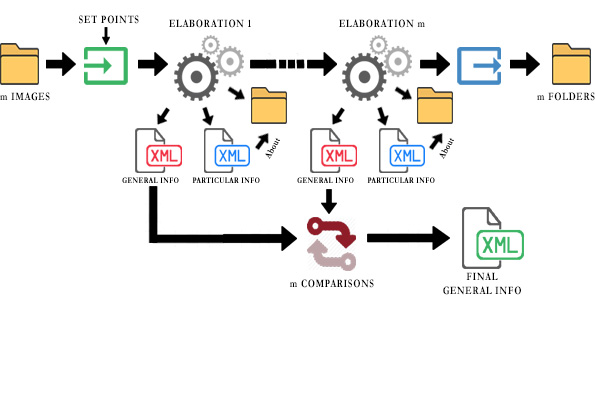 SET POINTS
ELABORATION 1
ELABORATION m
m IMAGES
m FOLDERS
About
About
XML
XML
XML
XML
GENERAL INFO
PARTICULAR INFO
GENERAL INFO
PARTICULAR INFO
XML
m COMPARISONS
FINAL
GENERAL INFO